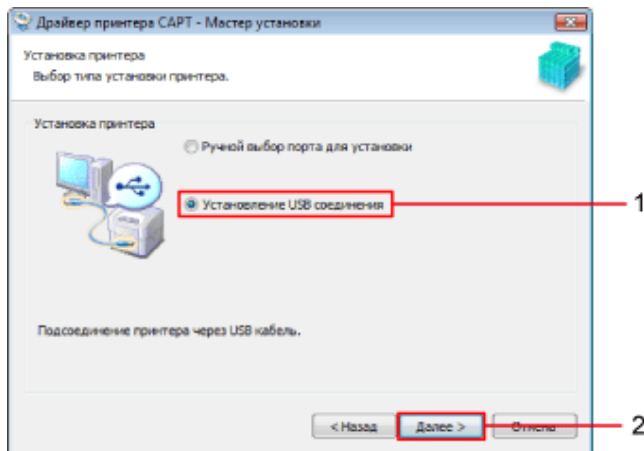 Драйвер принтера CAPT - Мастер установки
Установка принтера
Выбор типа установки принтера.
Установка принтера
Ручной выбор порта для установки
Установление USB соединения
1
Подсоединение принтера через USB кабель.
< Назад Далее > Отмена
2